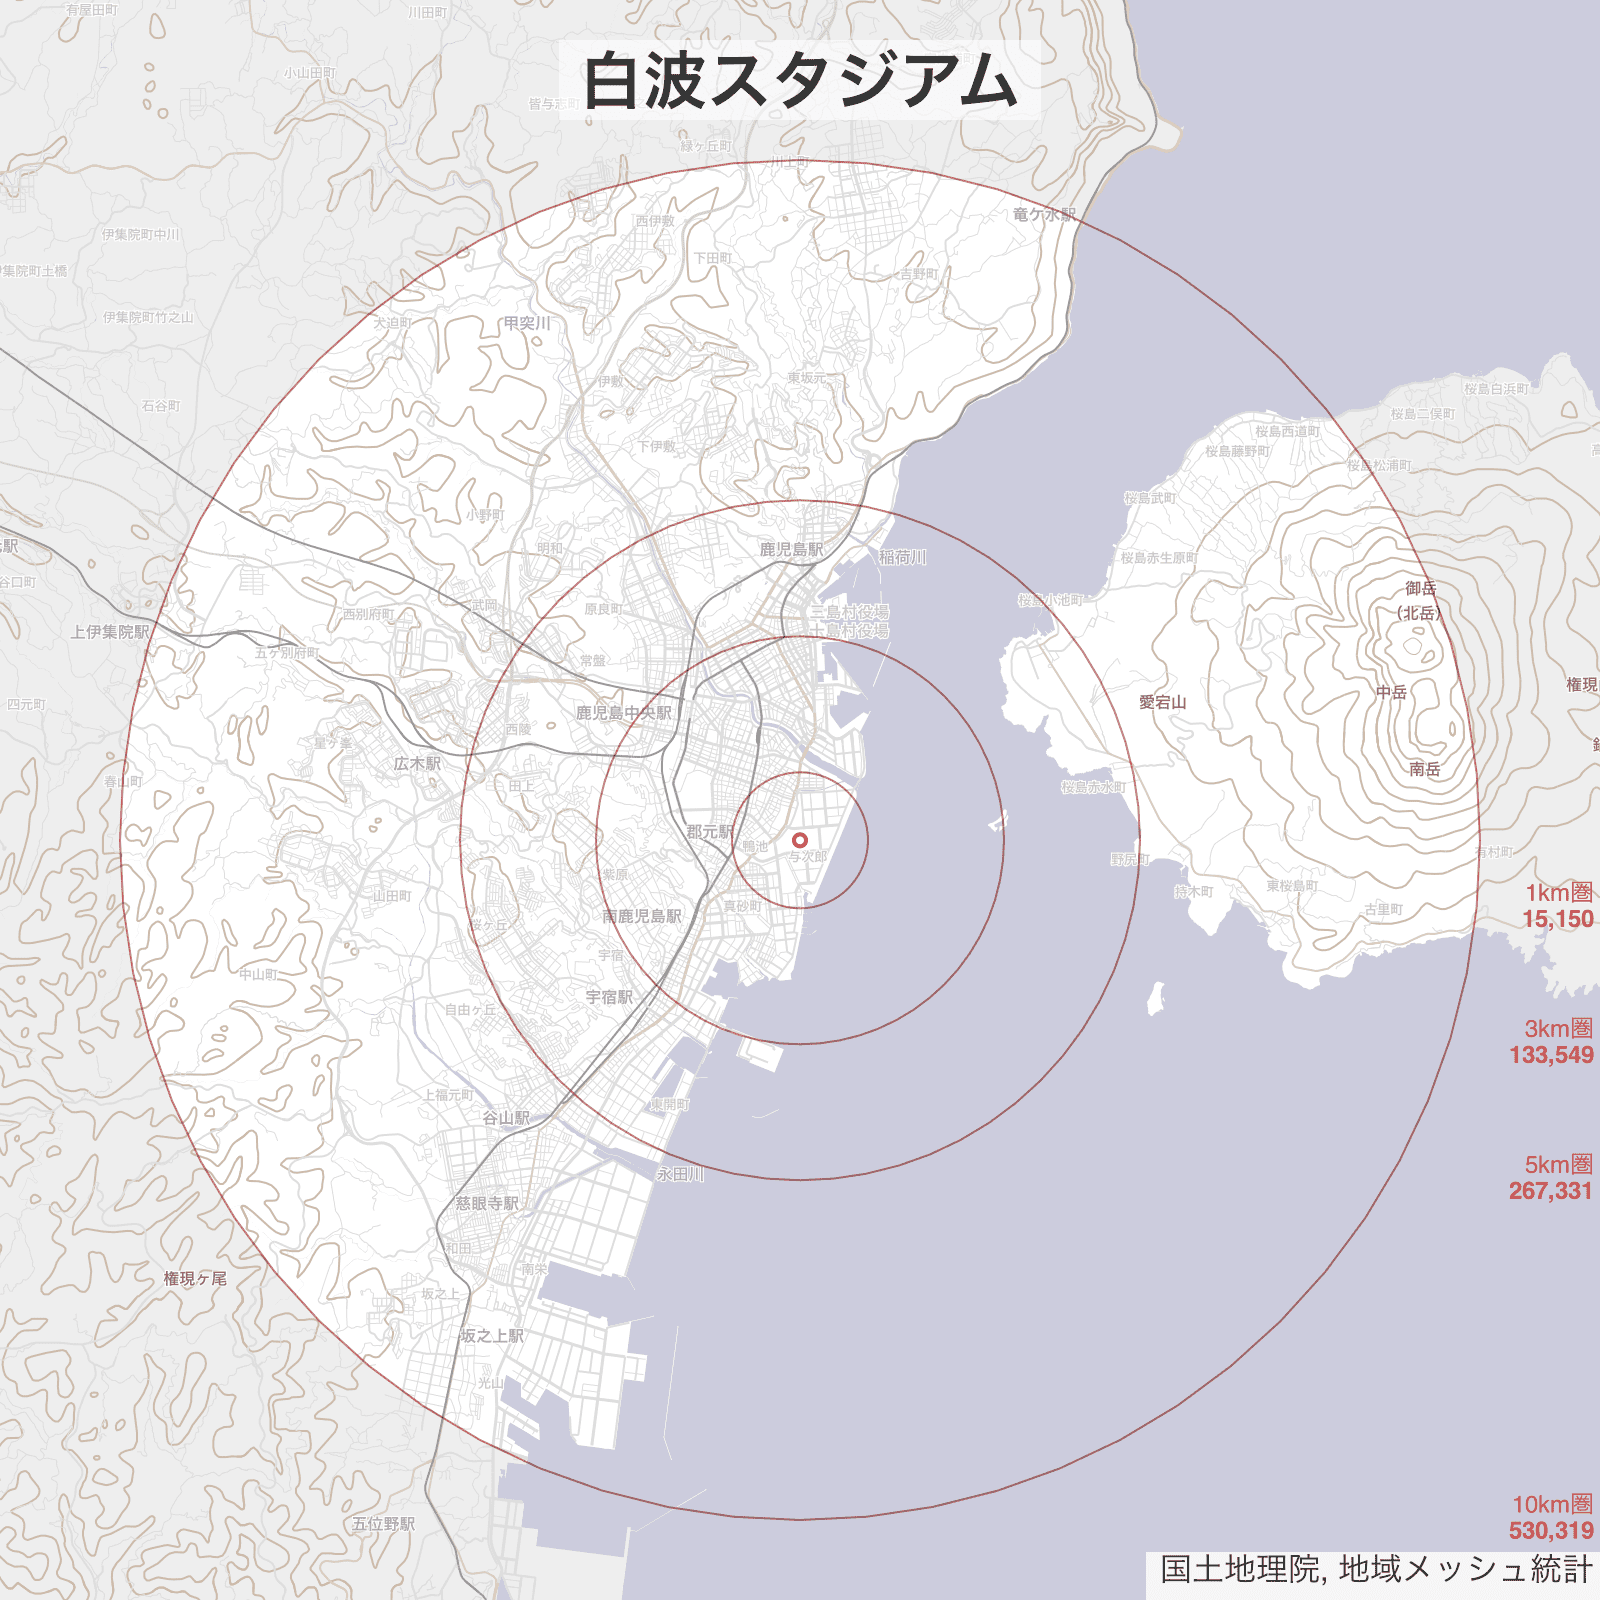 有屋田町
川田町
白波スタジアム
小山田町
皆与志町
緑ヶ丘町
川上町
竜ケ水駅
西伊敷
伊集院町中川
下田町
吉野町
集院町土橋
伊集院町竹之山
犬迫町
甲突川
伊敷
東坂元
桜島白浜町
石谷町
桜島二俣町
桜島西道町
下伊敷
桜島藤野町
桜島松浦町
桜島武町
小野町
明和
鹿児島駅
稲荷川
桜島赤生原町
駅
谷口町
御岳
(北岳)
武岡
原良町
桜島小池町
西別府町
三島村役場
十島村役場
上伊集院駅
五ヶ別府町
常盤
権現
中岳
愛宕山
四元町
鹿児島中央駅
西陵
星ヶ峯
広木駅
南岳
春山町
田上
桜島赤水町
郡元駅
鴨池
与次郎
有村町
野尻町
紫原
東桜島町
持木町
山田町
1km圏
15,150
真砂町
古里町
南鹿児島駅
桜ヶ丘
宇宿
中山町
宇宿駅
自由ヶ丘
3km圏
133,549
上福元町
東開町
谷山駅
永田川
5km圏
267,331
慈眼寺駅
和田
南栄
権現ヶ尾
坂之上
坂之上駅
光山
10km圏
530,319
五位野駅
国土地理院, 地域メッシュ統計